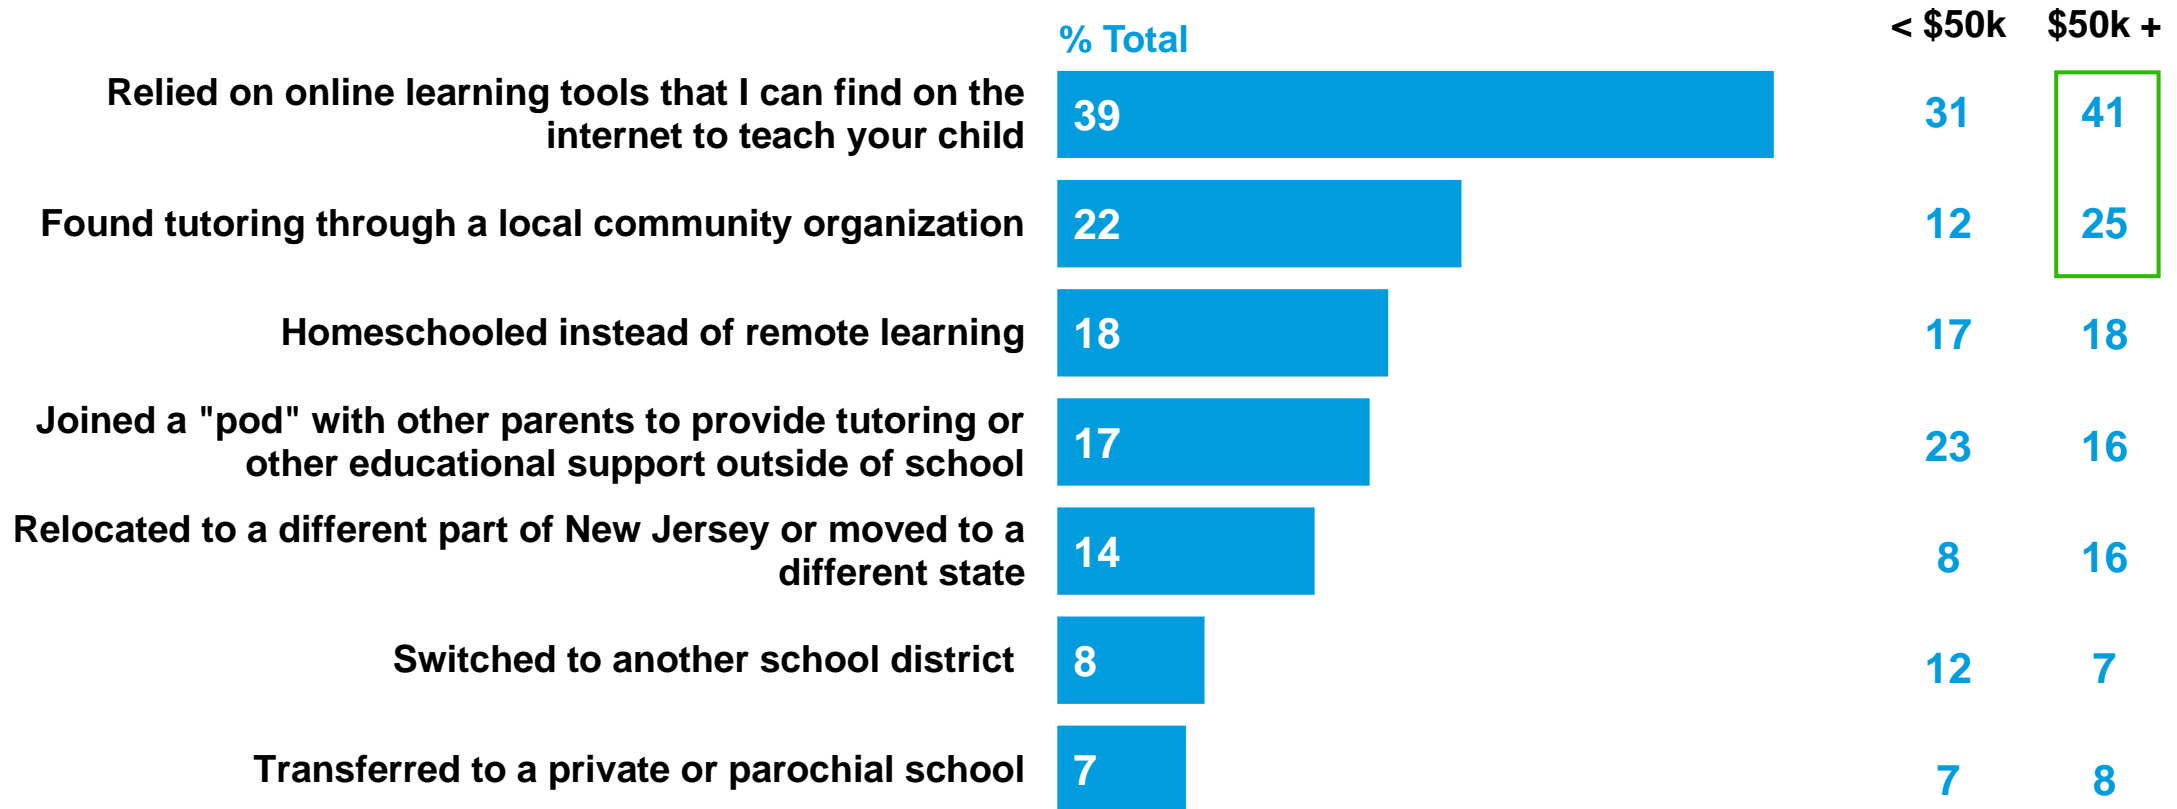 % Total < $50k $50k +
Relied on online learning tools that I can find on the
internet to teach your child
39 31 41
Found tutoring through a local community organization 22 12 25
Homeschooled instead of remote learning 18 17 18
Joined a "pod" with other parents to provide tutoring or
other educational support outside of school
17 23 16
Relocated to a different part of New Jersey or moved to a
different state
14 8 16
Switched to another school district 8 12 7
Transferred to a private or parochial school 7 7 8